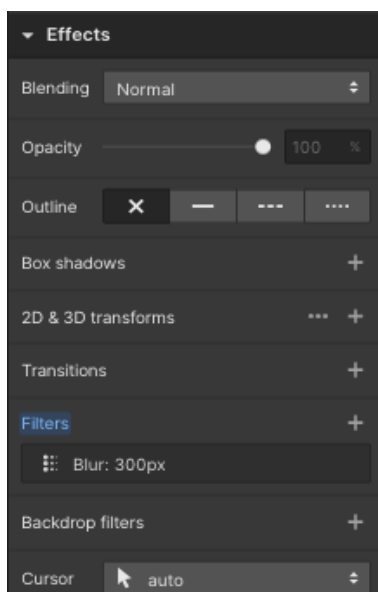 Effects
Blending Normal
Opacity 100 %
Outline
Box shadows
2D & 3D transforms
Transitions
Filters
Blur: 300px
Backdrop filters
Cursor auto